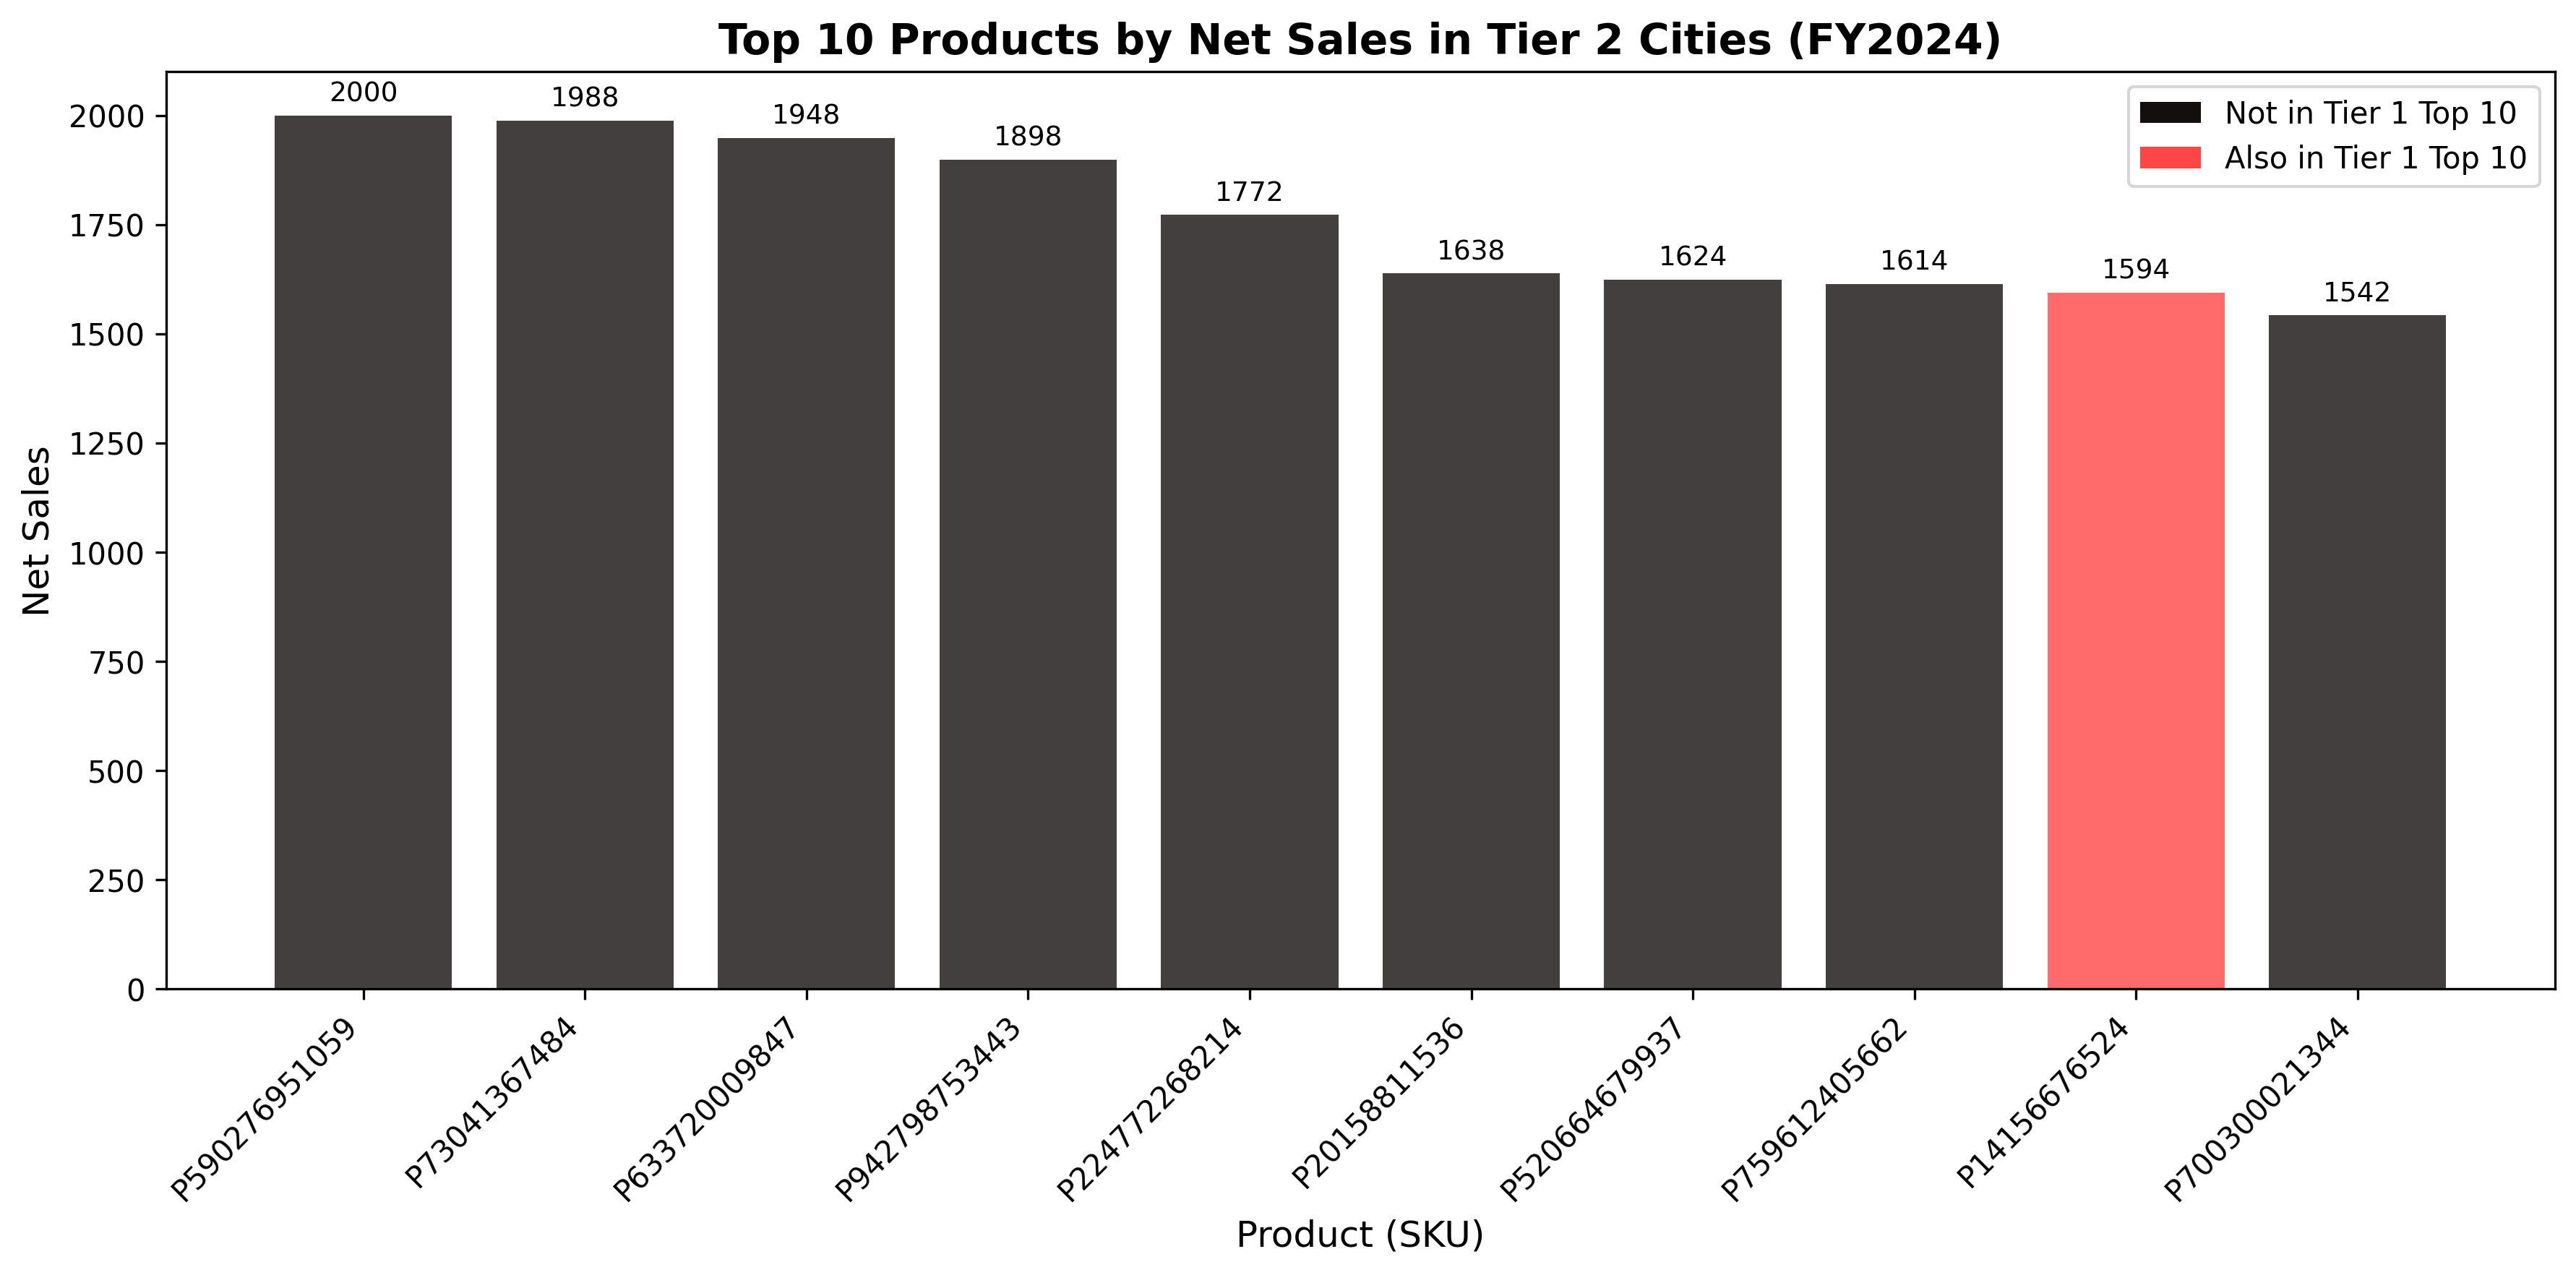 Top 10 Products by Net Sales in Tier 2 Cities (FY2024)
Not in Tier 1 Top 10
Also in Tier 1 Top 10
2000
1988
1948
1898
1772
1638
1624
1614
1594
1542
Net Sales
2000
1750
1500
1250
1000
750
500
250
0
P590276951059
P73041367484
P633720009847
P942798753443
P224772268214
P20158811536
P520664679937
P759612405662
P14156676524
P700300021344
Product (SKU)